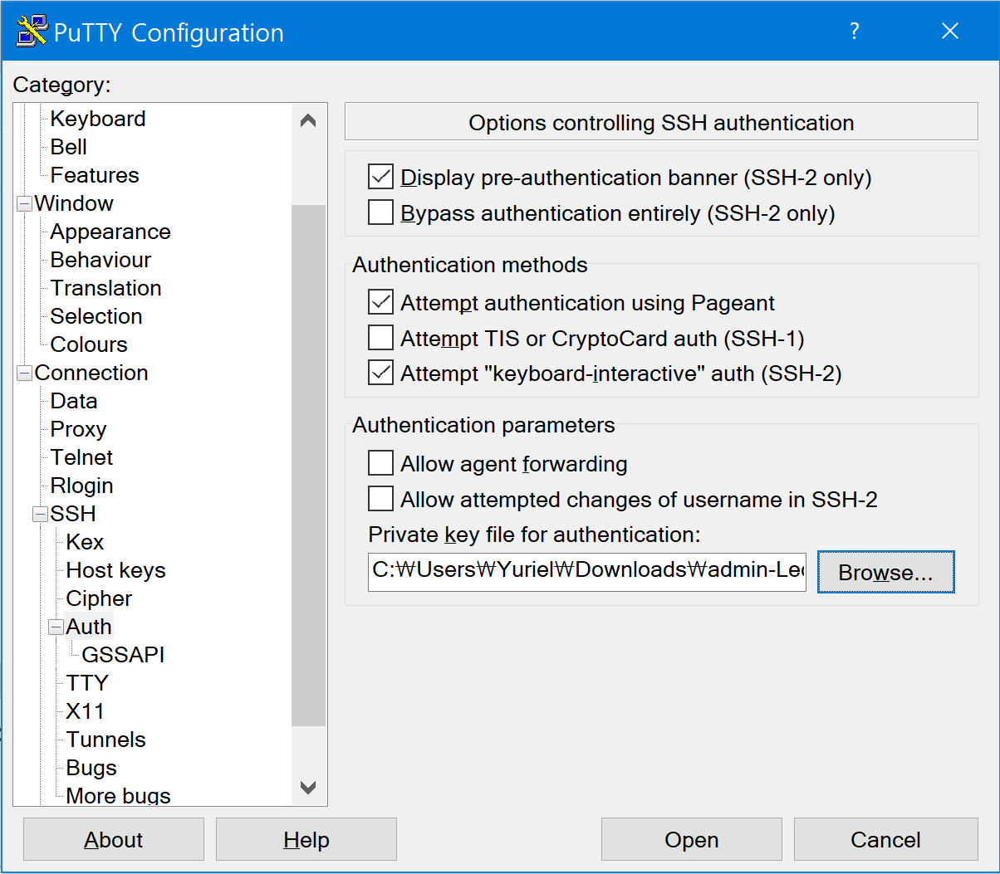 PuTTY Configuration
?
Category:
Keyboard
Bell
Features
Window
Appearance
Behaviour
Translation
Selection
Colours
Connection
Data
Proxy
Telnet
Rlogin
SSH
Kex
Host keys
Cipher
Auth
GSSAPI
TTY
X11
Tunnels
Bugs
More bugs
Options controlling SSH authentication
Display pre-authentication banner (SSH-2 only)
Bypass authentication entirely (SSH-2 only)
Authentication methods
Attempt authentication using Pageant
Attempt TIS or CryptoCard auth (SSH-1)
Attempt "keyboard-interactive" auth (SSH-2)
Authentication parameters
Allow agent forwarding
Allow attempted changes of username in SSH-2
Private key file for authentication:
C:₩Users₩Yuriel₩Downloads₩admin-Lec
Browse...
About
Help
Open
Cancel